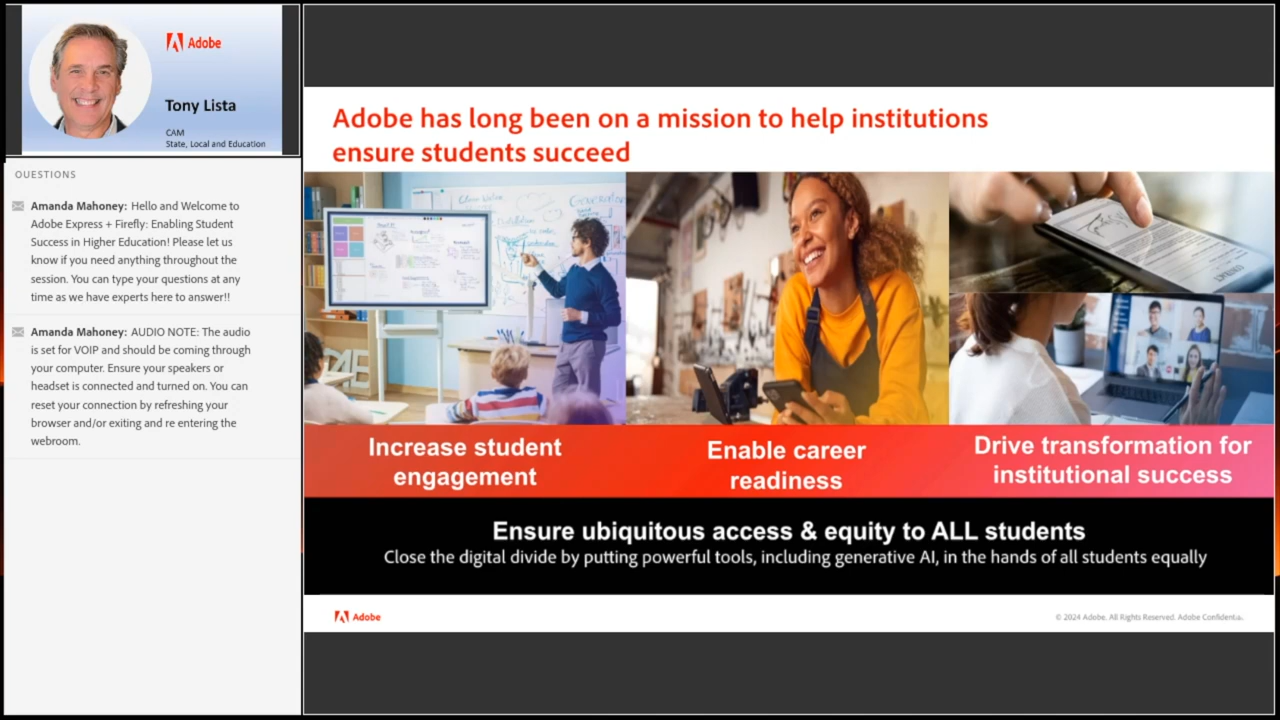 Adobe
Tony Lista
CAM
State, Local and Education
QUESTIONS
Amanda Mahoney: Hello and Welcome to
Adobe Express + Firefly: Enabling Student
Success in Higher Education! Please let us
know if you need anything throughout the
session. You can type your questions at any
time as we have experts here to answer!!
Amanda Mahoney: AUDIO NOTE: The audio
is set for VOIP and should be coming through
your computer. Ensure your speakers or
headset is connected and turned on. You can
reset your connection by refreshing your
browser and/or exiting and re entering the
webroom.
Adobe has long been on a mission to help institutions
ensure students succeed
Increase student
engagement
Enable career
readiness
Drive transformation for
institutional success
Ensure ubiquitous access & equity to ALL students
Close the digital divide by putting powerful tools, including generative AI, in the hands of all students equally
Adobe
© 2024 Adobe. All Rights Reserved. Adobe Confidential.